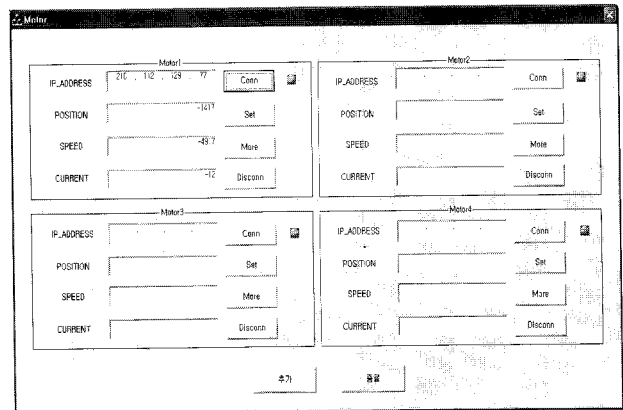 Motor
Motor1
IP_ADDRESS 210 . 112 . 129 . 77 Conn
POSITION -1417 Set
SPEED -4917 More
CURRENT -12 Disconn
Motor2
IP_ADDRESS . . . Conn
POSITION Set
SPEED More
CURRENT Disconn
Motor3
IP_ADDRESS . . . Conn
POSITION Set
SPEED More
CURRENT Disconn
Motor4
IP_ADDRESS . . . Conn
POSITION Set
SPEED More
CURRENT Disconn
추가 종료